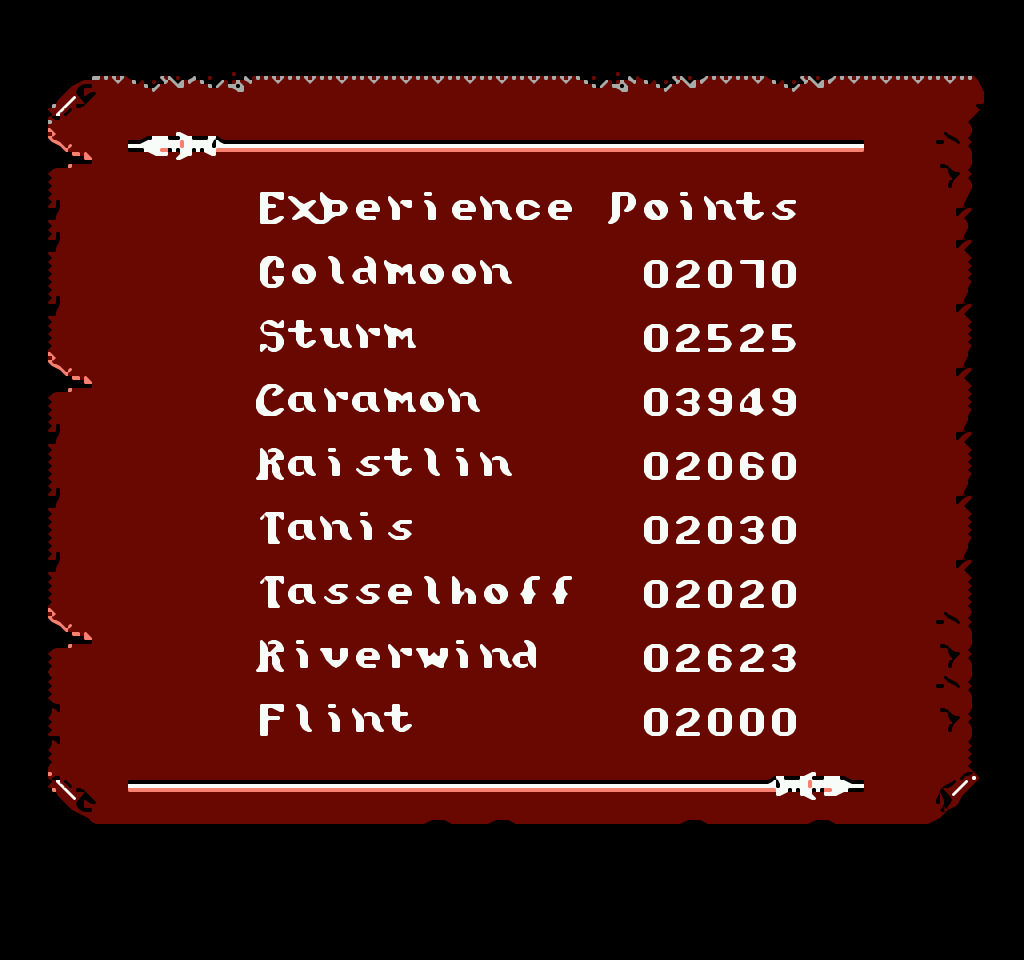 Experience Points
Goldmoon 02070
Sturm 02525
Caramon 03949
Raistlin 02060
Tanis 02030
Tasselhoff 02020
Riverwind 02623
Flint 02000